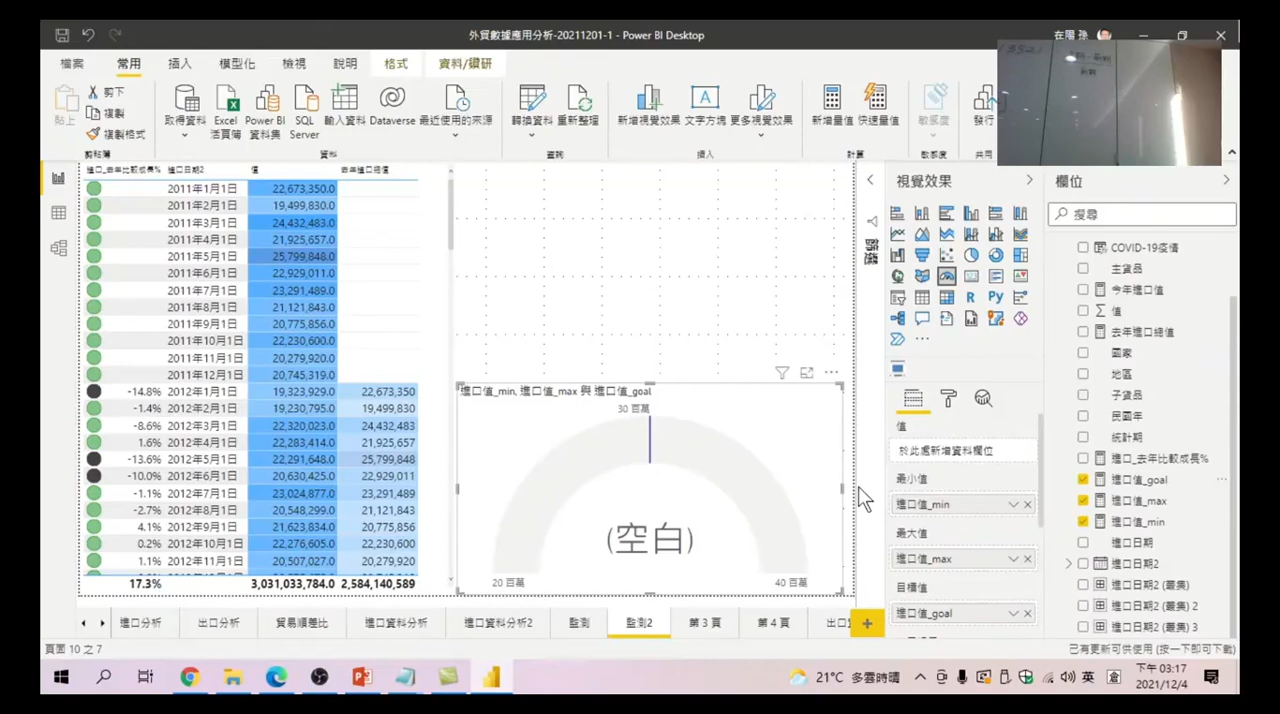 外貿數據應用分析-20211201-1 - Power BI Desktop
在陽 孫
檔案 常用 插入 模型化 檢視 說明 格式 資料/鑽研
貼上 剪下 複製 複製格式
取得資料 Excel 活頁簿 Power BI 資料集 SQL Server 輸入資料 Dataverse 最近使用的來源
轉換資料 重新整理
新增視覺效果 文字方塊 更多視覺效果
新增量值 快速量值 敏感度 發行
剪貼簿 資料 查詢 插入 計算 敏感度 共用
進口_去年比較成長% 進口日期2 值 去年進口總值
2011年1月1日 22,673,350.0
2011年2月1日 19,499,830.0
2011年3月1日 24,432,483.0
2011年4月1日 21,925,657.0
2011年5月1日 25,799,848.0
2011年6月1日 22,929,011.0
2011年7月1日 23,291,489.0
2011年8月1日 21,121,843.0
2011年9月1日 20,775,856.0
2011年10月1日 22,230,600.0
2011年11月1日 20,279,920.0
2011年12月1日 20,745,319.0
-14.8% 2012年1月1日 19,323,929.0 22,673,350
-1.4% 2012年2月1日 19,230,795.0 19,499,830
-8.6% 2012年3月1日 22,320,023.0 24,432,483
1.6% 2012年4月1日 22,283,414.0 21,925,657
-13.6% 2012年5月1日 22,291,648.0 25,799,848
-10.0% 2012年6月1日 20,630,425.0 22,929,011
-1.1% 2012年7月1日 23,024,877.0 23,291,489
-2.7% 2012年8月1日 20,548,299.0 21,121,843
4.1% 2012年9月1日 21,623,834.0 20,775,856
0.2% 2012年10月1日 22,276,605.0 22,230,600
1.1% 2012年11月1日 20,507,027.0 20,279,920
17.3% 3,031,033,784.0 2,584,140,589
進口值_min, 進口值_max 與 進口值_goal
30 百萬
(空白)
20 百萬 40 百萬
篩選
視覺效果
R Py
值
於此處新增資料欄位
最小值
進口值_min
最大值
進口值_max
目標值
進口值_goal
欄位
搜尋
COVID-19疫情
主貨品
今年進口值
值
去年進口總值
國家
地區
子貨品
民國年
統計期
進口_去年比較成長%
進口值_goal
進口值_max
進口值_min
進口日期
進口日期2
進口日期2 (叢集)
進口日期2 (叢集) 2
進口日期2 (叢集) 3
進口分析 出口分析 貿易順差比 進口資料分析 進口資料分析2 監測 監測2 第 3 頁 第 4 頁 出口
頁面 10 之 7
已有更新可供使用 (按一下即可下載)
21°C 多雲時晴 英 倉
下午 03:17
2021/12/4